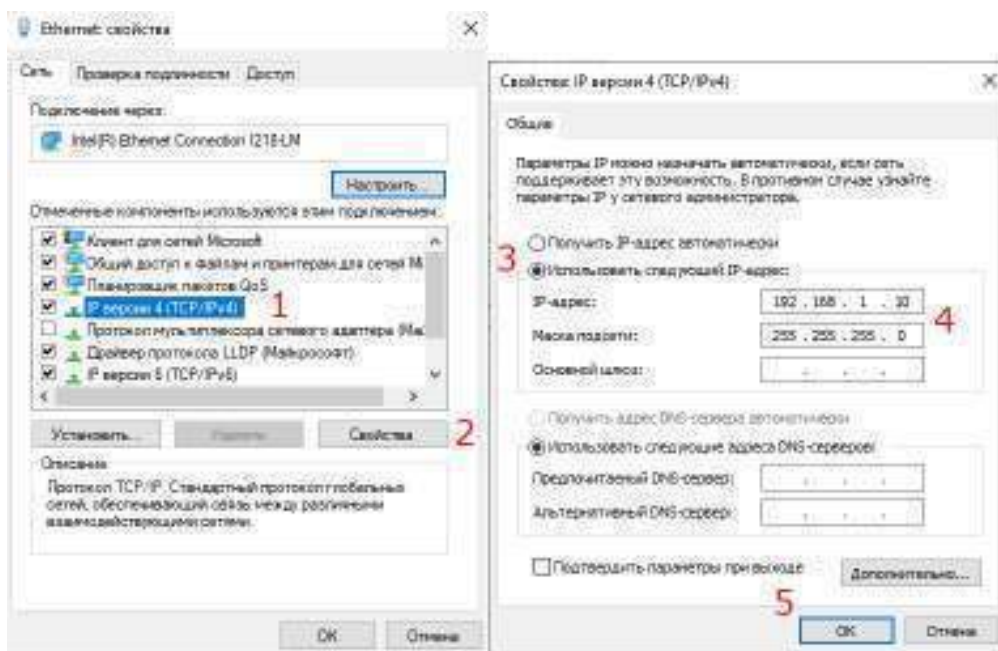 Ethernet: свойства
Сеть Проверка подлинности Доступ
Подключение через:
Intel(R) Ethernet Connection I218-LM
Настроить...
Отмеченные компоненты используются этим подключением:
Клиент для сетей Microsoft
Общий доступ к файлам и принтерам для сетей Mi
Планировщик пакетов QoS
IP версии 4 (TCP/IPv4)
1
Протокол мультиплексора сетевого адаптера (Ма
Драйвер протокола LLDP (Майкрософт)
IP версии 6 (TCP/IPv6)
Установить...
Удалить
Свойства
2
Описание
Протокол TCP/IP. Стандартный протокол глобальных
сетей, обеспечивающий связь между различными
взаимодействующими сетями.
OK
Отмена
Свойства: IP версии 4 (TCP/IPv4)
Общие
Параметры IP можно назначать автоматически, если сеть
поддерживает эту возможность. В противном случае узнайте
параметры IP у сетевого администратора.
Получить IP-адрес автоматически
3
Использовать следующий IP-адрес:
IP-адрес:
192 . 168 . 1 . 10
4
Маска подсети:
255 . 255 . 255 . 0
Основной шлюз:
. . .
Получить адрес DNS-сервера автоматически
Использовать следующие адреса DNS-серверов:
Предпочитаемый DNS-сервер:
. . .
Альтернативный DNS-сервер:
. . .
Подтвердить параметры при выходе
Дополнительно...
5
OK
Отмена